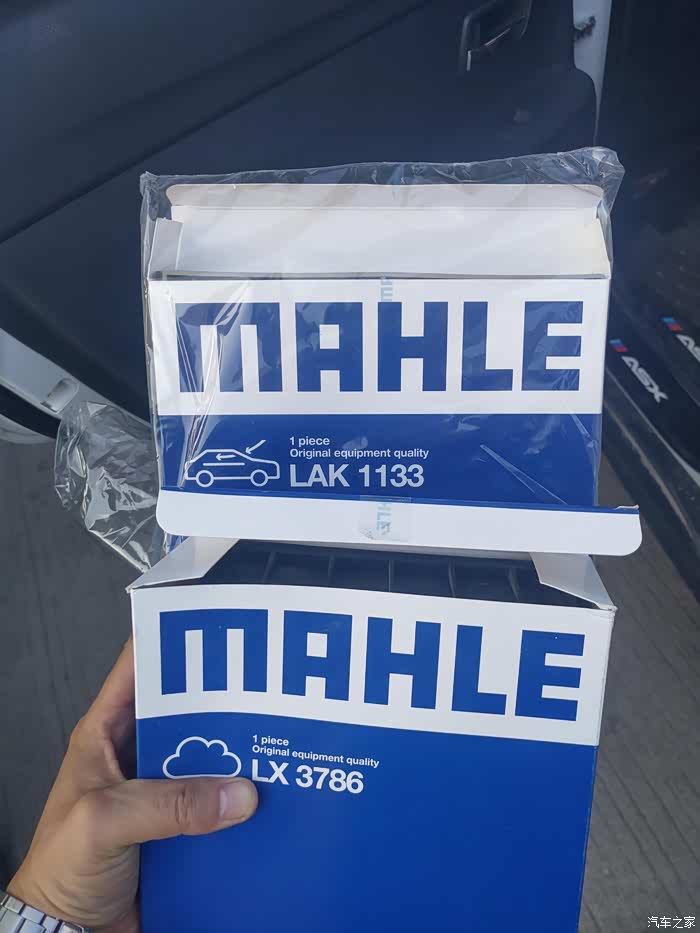 MAHLE
1 piece
Original equipment quality
LAK 1133
ASX
ASX
MAHLE
1 piece
Original equipment quality
LX 3786
汽车之家